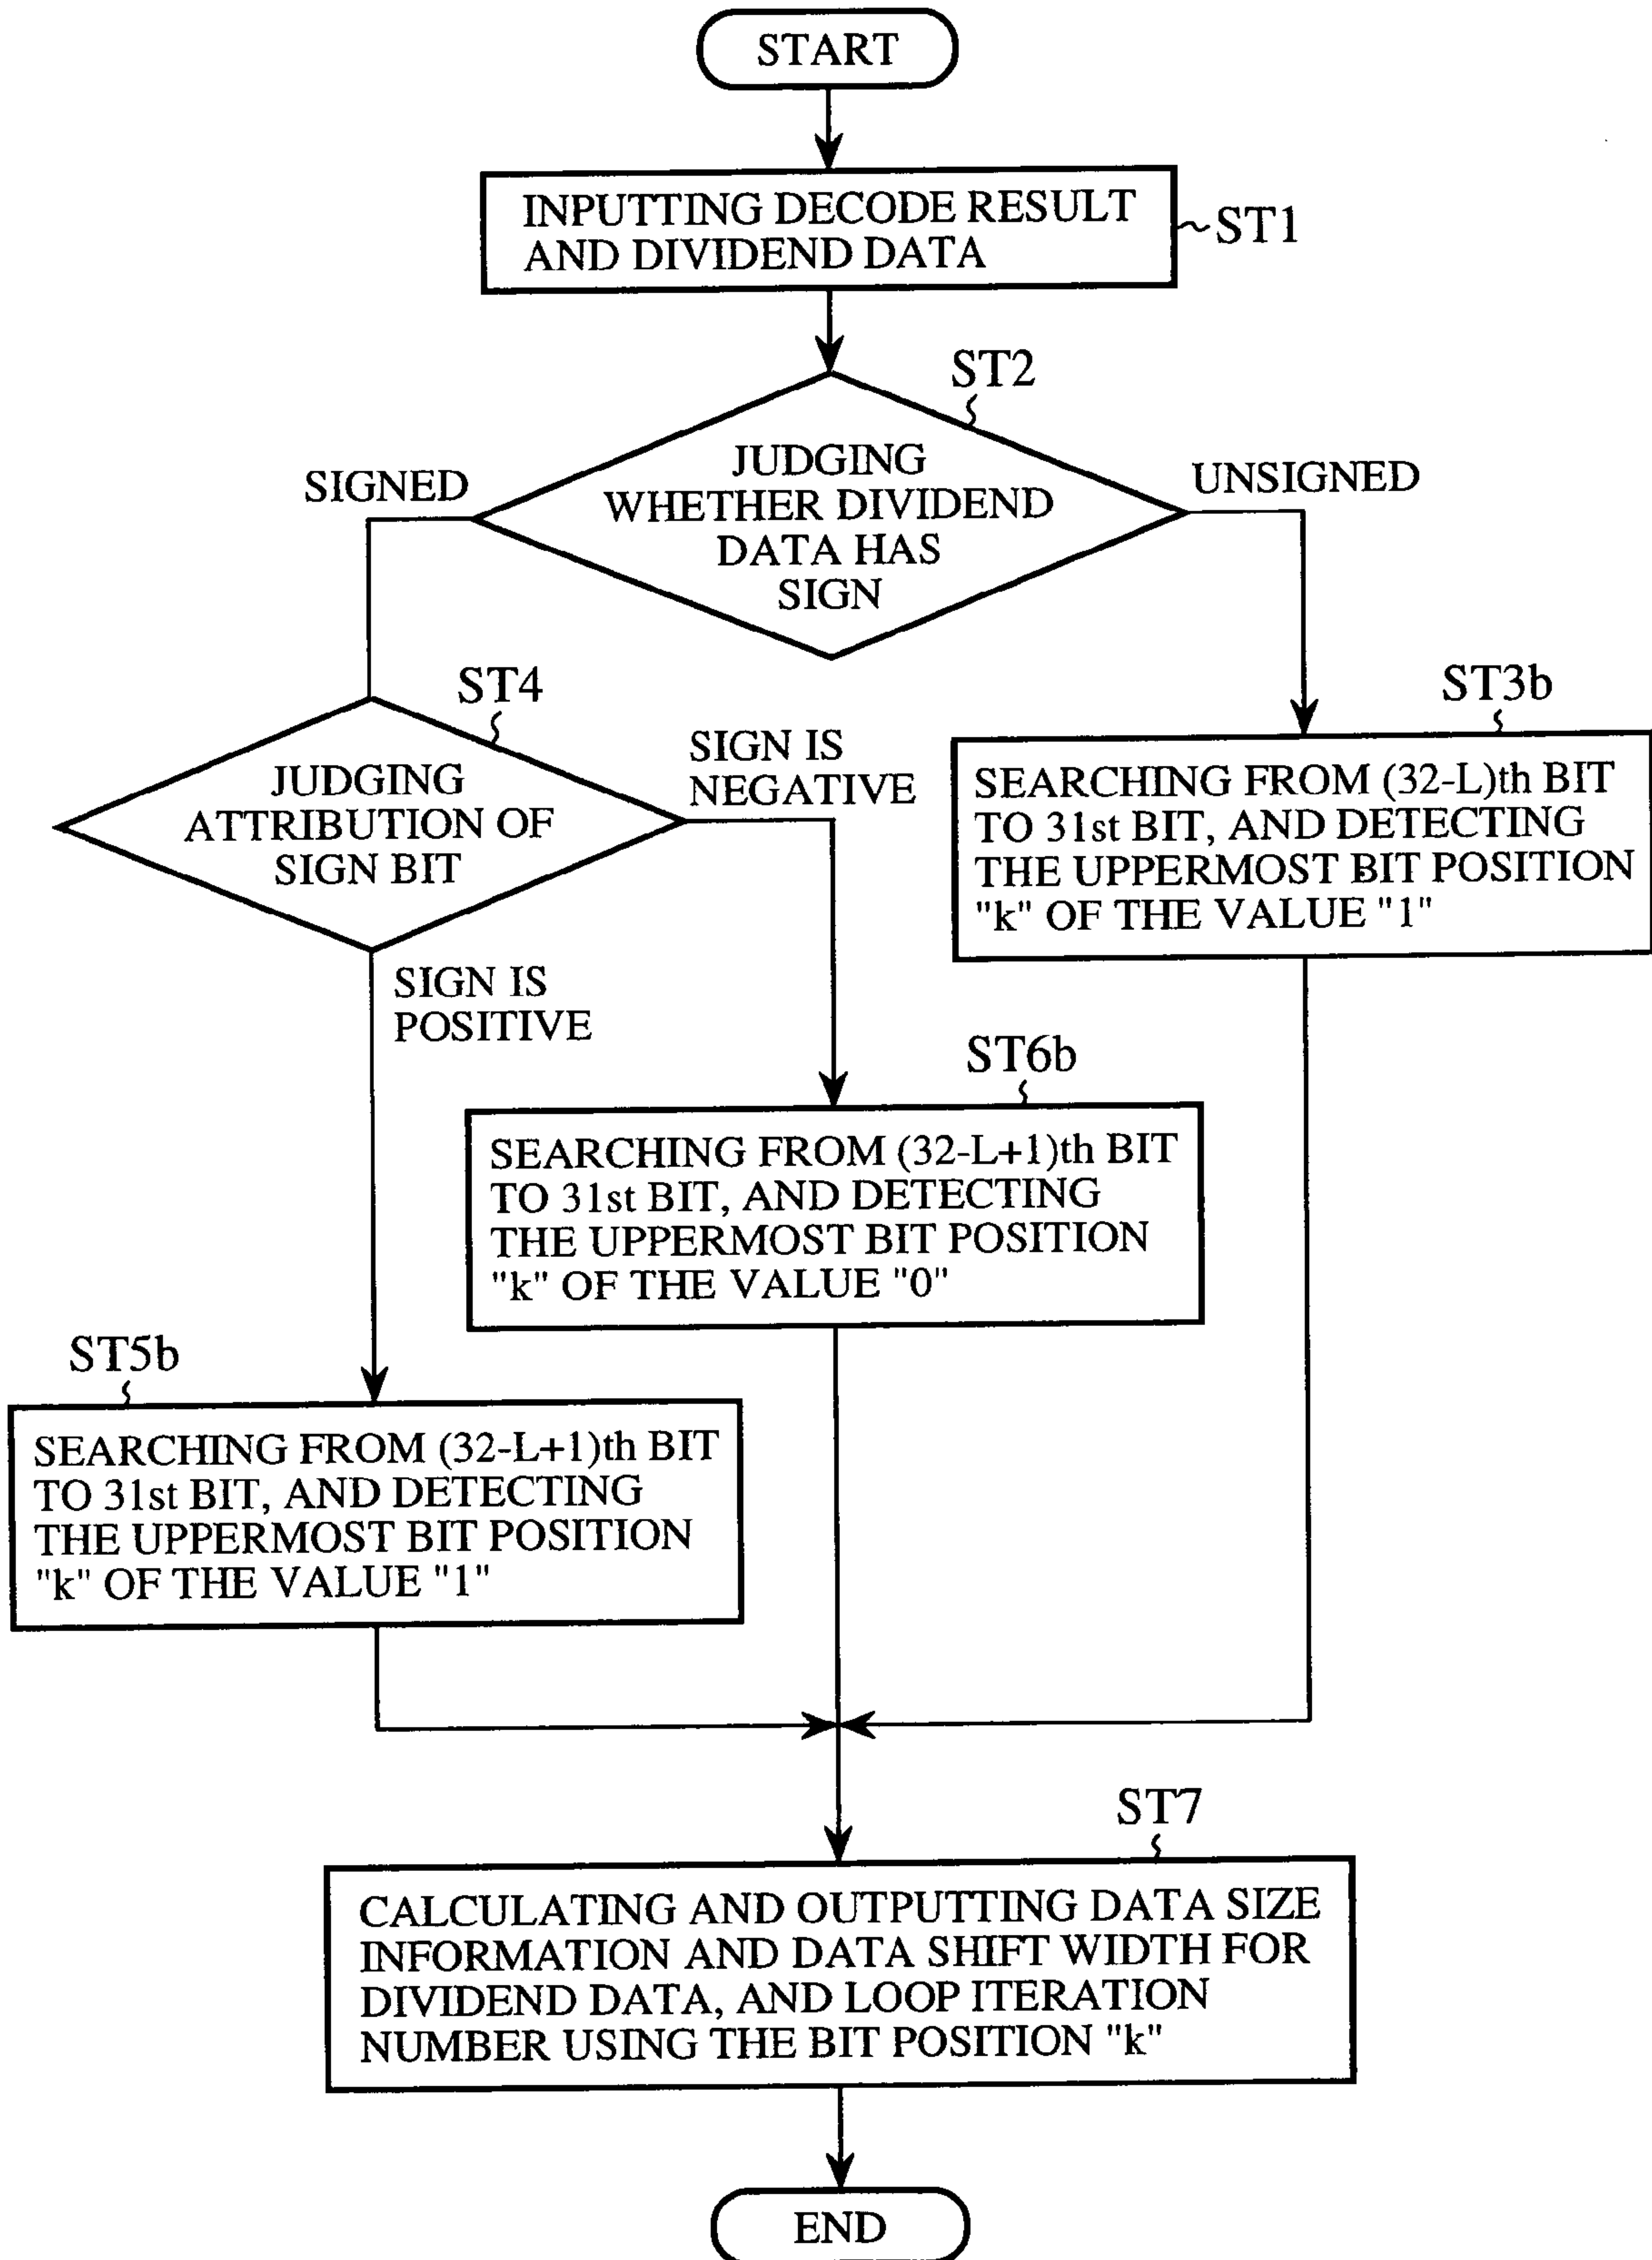 START
INPUTTING DECODE RESULT
AND DIVIDEND DATA
ST1
ST2
JUDGING
WHETHER DIVIDEND
DATA HAS
SIGN
SIGNED
UNSIGNED
ST4
JUDGING
ATTRIBUTION OF
SIGN BIT
SIGN IS
NEGATIVE
ST3b
SEARCHING FROM (32-L)th BIT
TO 31st BIT, AND DETECTING
THE UPPERMOST BIT POSITION
"k" OF THE VALUE "1"
SIGN IS
POSITIVE
ST6b
SEARCHING FROM (32-L+1)th BIT
TO 31st BIT, AND DETECTING
THE UPPERMOST BIT POSITION
"k" OF THE VALUE "0"
ST5b
SEARCHING FROM (32-L+1)th BIT
TO 31st BIT, AND DETECTING
THE UPPERMOST BIT POSITION
"k" OF THE VALUE "1"
ST7
CALCULATING AND OUTPUTTING DATA SIZE
INFORMATION AND DATA SHIFT WIDTH FOR
DIVIDEND DATA, AND LOOP ITERATION
NUMBER USING THE BIT POSITION "k"
END